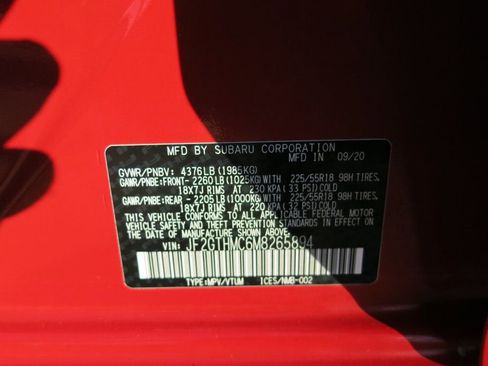 MFD BY SUBARU CORPORATION
MFD IN 09/20
GVWR/PNBV: 4376LB (1985KG)
GAWR/PNBE:FRONT- 2260LB (1025KG)WITH 225/55R18 98H TIRES,
18X7J RIMS AT 230 KPA (33 PSI)COLD
GAWR/PNBE:REAR - 2205LB (1000KG)WITH 225/55R18 98H TIRES,
18X7J RIMS AT 220 KPA (32 PSI)COLD
THIS VEHICLE CONFORMS TO ALL APPLICABLE FEDERAL MOTOR
VEHICLE SAFETY AND THEFT PREVENTION STANDARDS IN EFFECT ON
THE DATE OF MANUFACTURE SHOWN ABOVE.
VIN: JF2GTHMC6M8265894
TYPE:MPV/VTUM ICES/NMB-002